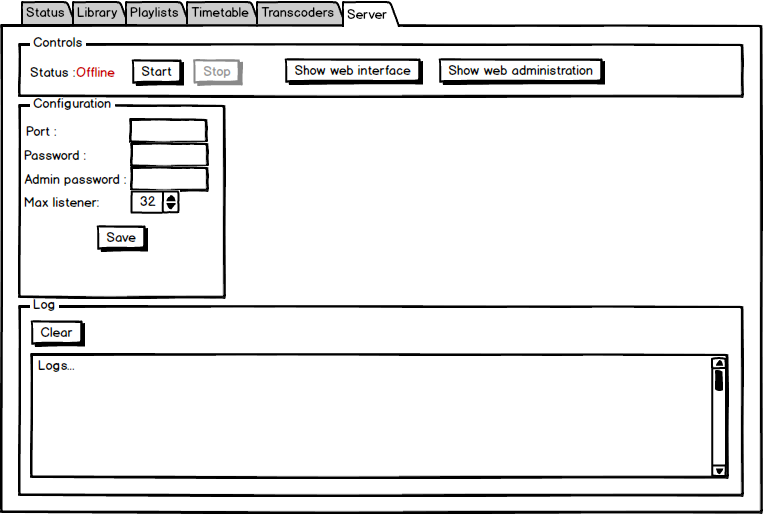 Status Library Playlists Timetable Transcoders Server
Controls
Status :Offline Start Stop Show web interface Show web administration
Configuration
Port :
Password :
Admin password :
Max listener: 32
Save
Log
Clear
Logs...